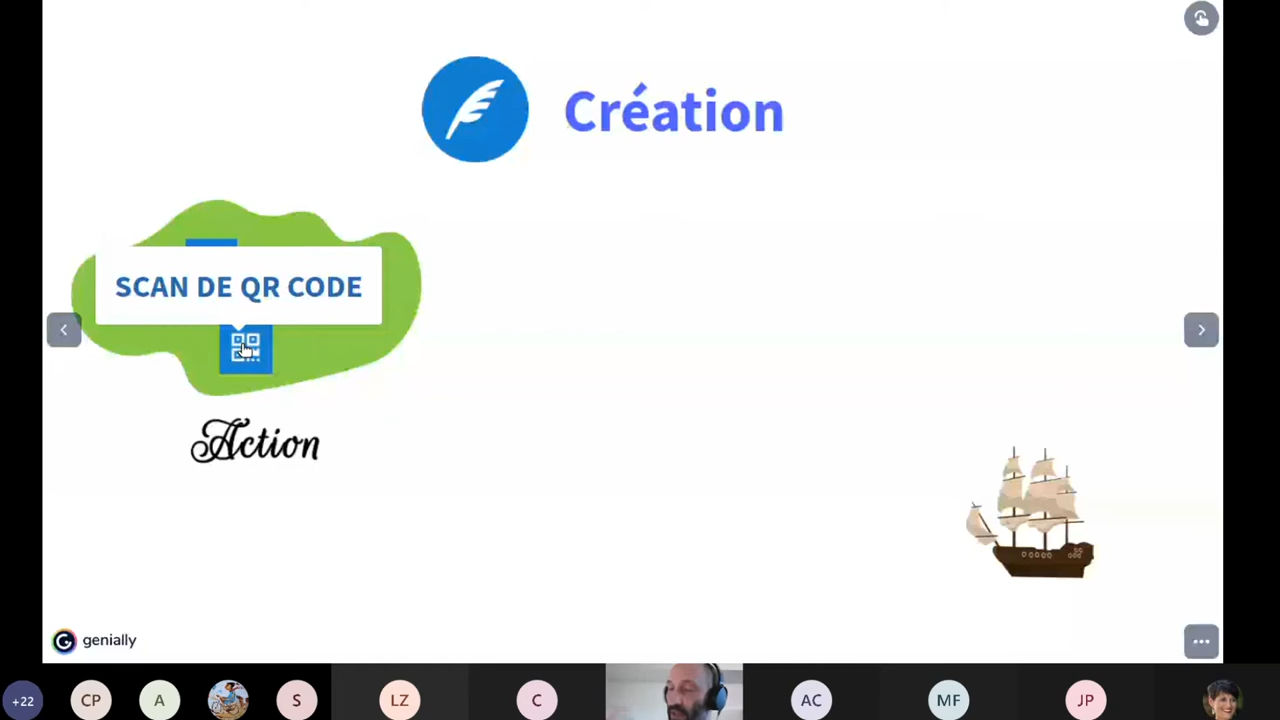 Création
SCAN DE QR CODE
Action
genially
+22
CP
A
S
LZ
C
AC
MF
JP